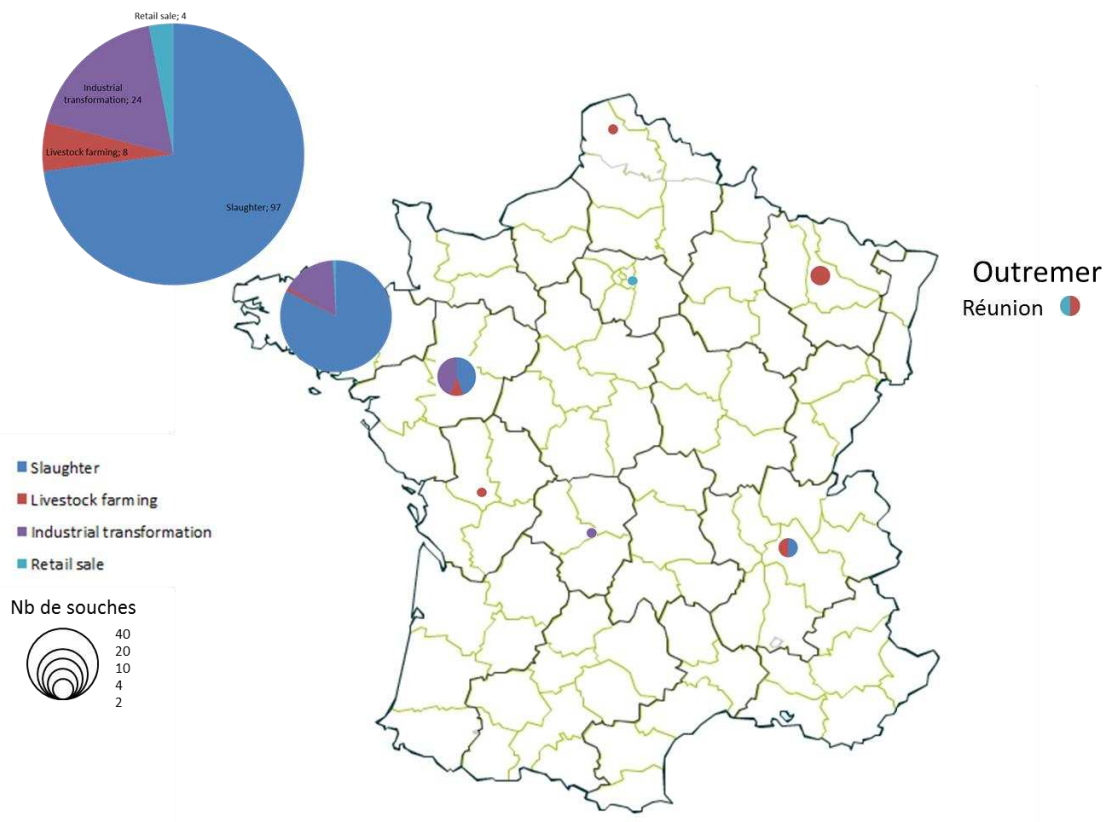 Retail sale; 4
Industrial
transformation; 24
Livestock farming; 8
Slaughter; 97
Outremer
Réunion
Slaughter
Livestock farming
Industrial transformation
Retail sale
Nb de souches
40
20
10
4
2